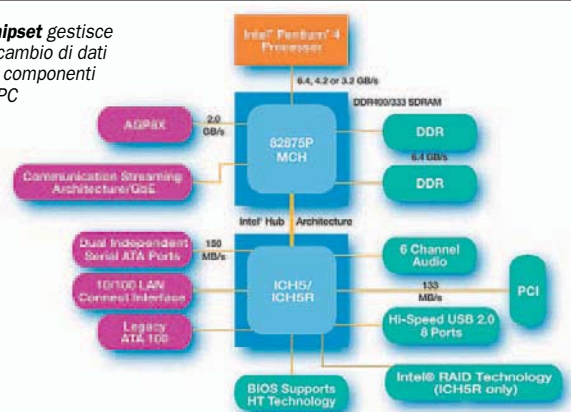 hipset gestisce
cambio di dati
componenti
PC
Intel® Pentium® 4
Processor
6.4, 4.2 or 3.2 GB/s
DDR400/333 SDRAM
AGP8X
2.0
GB/s
82875P
MCH
DDR
6.4 GB/s
DDR
Communication Streaming
Architecture/GbE
Intel® Hub Architecture
Dual Independent
Serial ATA Ports
150
MB/s
6 Channel
Audio
10/100 LAN
Connect Interface
ICH5/
ICH5R
133
MB/s
PCI
Legacy
ATA 100
Hi-Speed USB 2.0
8 Ports
BIOS Supports
HT Technology
Intel® RAID Technology
(ICH5R only)